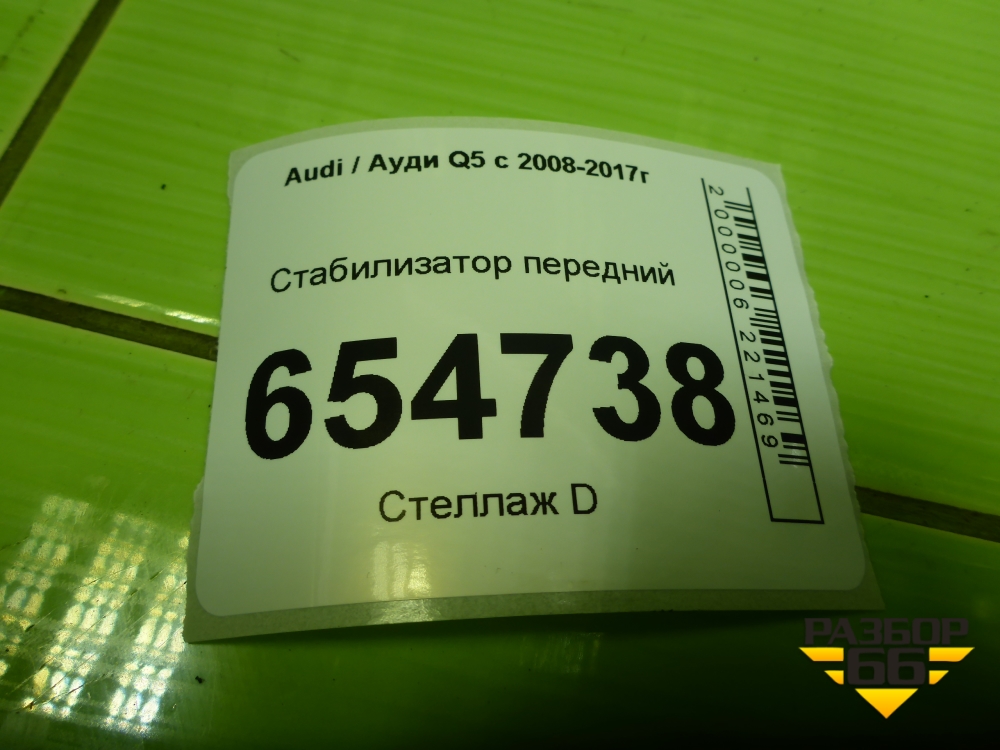 Audi / Ауди Q5 с 2008-2017г
Стабилизатор передний
654738
Стеллаж D
2000006221469
РАЗБОР
66